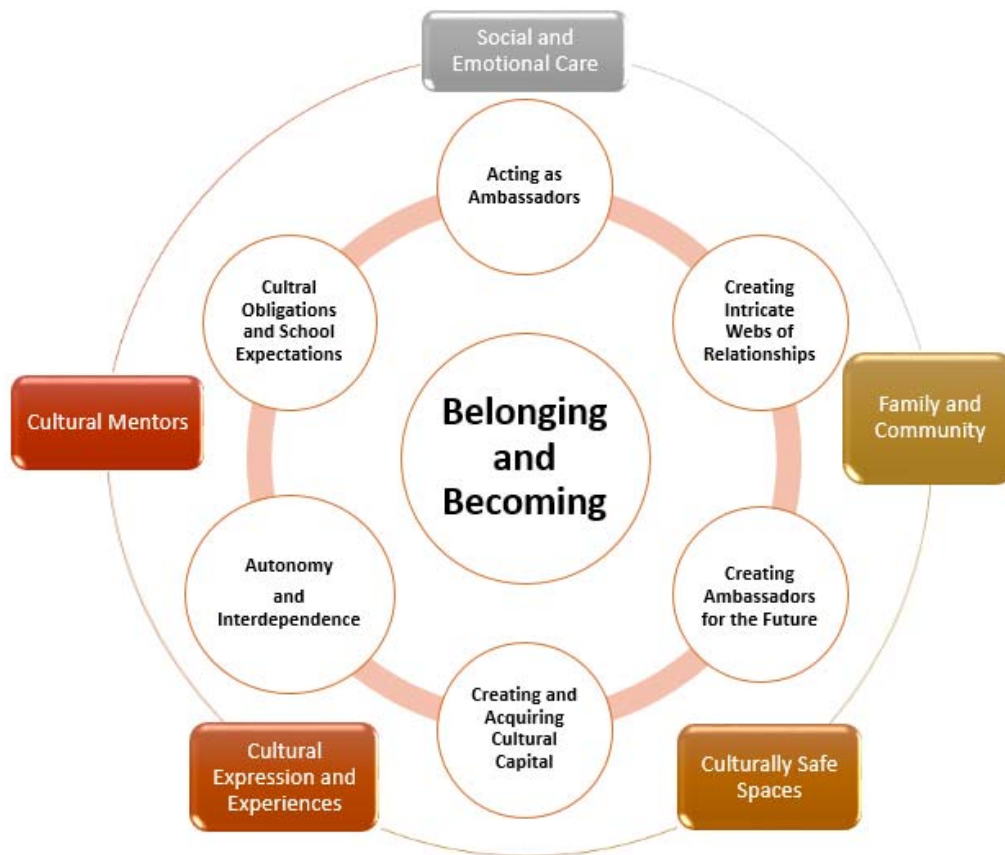 Social and
Emotional Care
Acting as
Ambassadors
Creating
Intricate
Webs of
Relationships
Family and
Community
Creating
Ambassadors
for the Future
Culturally Safe
Spaces
Creating and
Acquiring
Cultural
Capital
Cultural
Expression and
Experiences
Autonomy
and
Interdependence
Cultural Mentors
Cultral
Obligations
and School
Expectations
Belonging
and
Becoming